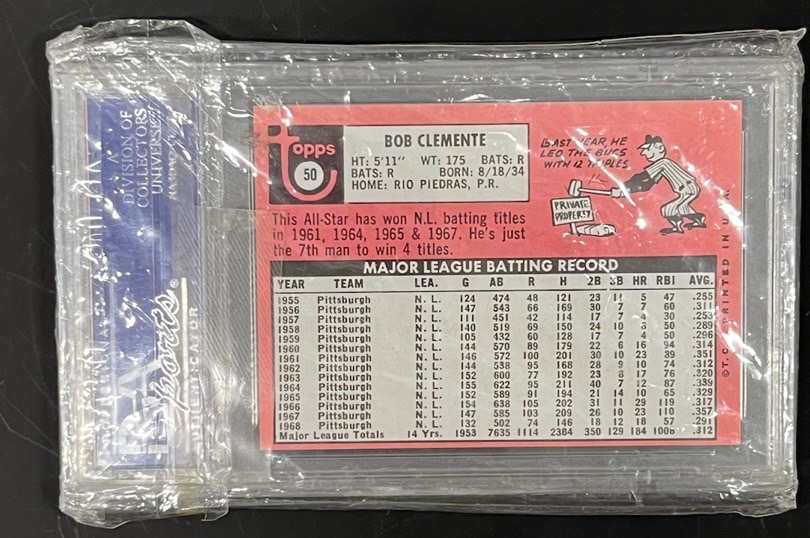 DIVISION OF
COLLECTORS
UNIVERSE
Sports
topps
50
BOB CLEMENTE
HT: 5'11" WT: 175 BATS: R
BATS: R BORN: 8/18/34
HOME: RIO PIEDRAS, P.R.
LAST YEAR, HE
LED THE BUCS
WITH 12 TRIPLES
PRIVATE
PROPERTY
This All-Star has won N.L. batting titles
in 1961, 1964, 1965 & 1967. He's just
the 7th man to win 4 titles.
MAJOR LEAGUE BATTING RECORD
YEAR TEAM LEA. G AB R H 2B 3B HR RBI AVG.
1955 Pittsburgh N.L. 124 474 48 121 23 11 5 47 .255
1956 Pittsburgh N.L. 147 543 66 169 30 7 7 60 .311
1957 Pittsburgh N.L. 111 451 42 114 17 7 4 30 .253
1958 Pittsburgh N.L. 140 519 69 150 24 10 6 50 .289
1959 Pittsburgh N.L. 105 432 60 128 17 7 4 50 .296
1960 Pittsburgh N.L. 144 570 89 179 22 6 16 94 .314
1961 Pittsburgh N.L. 146 572 100 201 30 10 23 39 .351
1962 Pittsburgh N.L. 144 538 95 168 28 9 10 74 .312
1963 Pittsburgh N.L. 152 600 77 192 23 8 17 76 .320
1964 Pittsburgh N.L. 155 622 95 211 40 7 12 87 .339
1965 Pittsburgh N.L. 152 589 91 194 21 14 10 65 .329
1966 Pittsburgh N.L. 154 638 105 202 31 11 29 119 .317
1967 Pittsburgh N.L. 147 585 103 209 26 10 23 110 .357
1968 Pittsburgh N.L. 132 502 74 146 18 12 18 57 .291
Major League Totals 14 Yrs. 1953 7635 1114 2384 350 129 184 1008 .312
©T.C. PRINTED IN U.S.A.